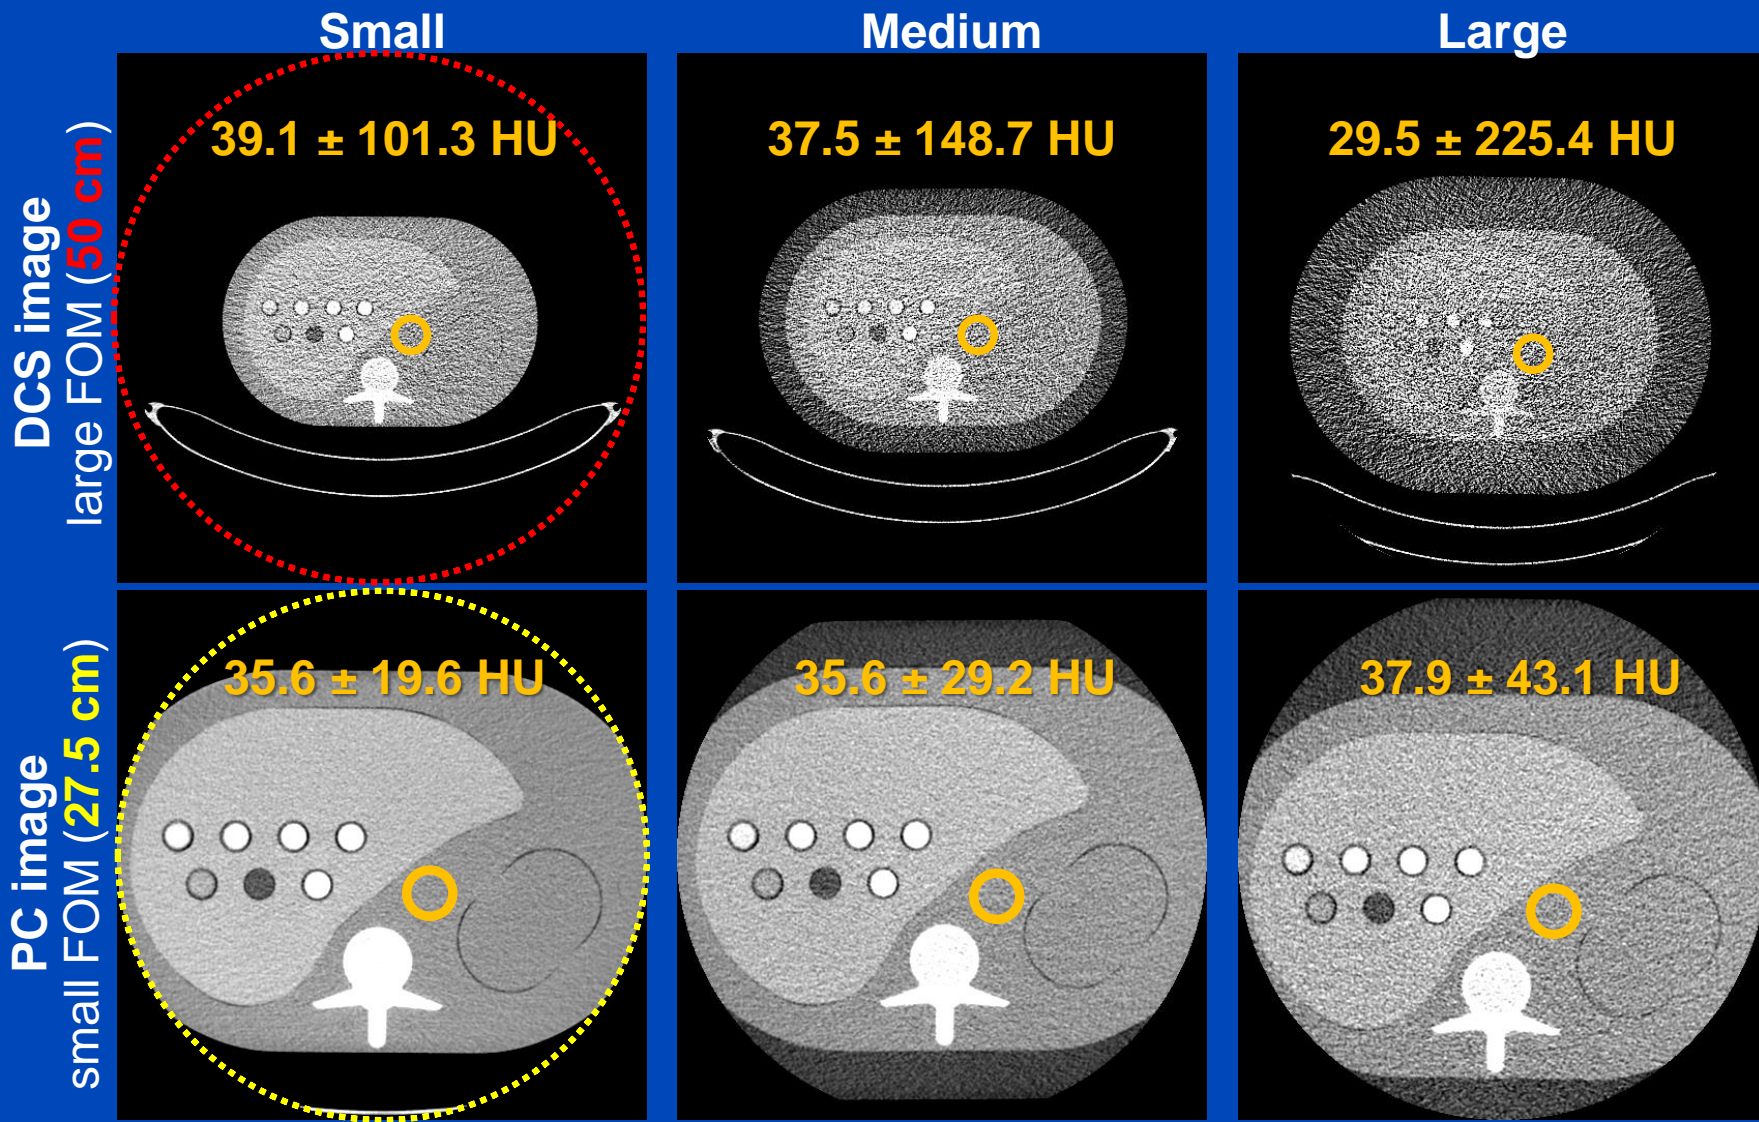 Small
Medium
Large
DCS image
large FOM (50 cm)
39.1 ± 101.3 HU
37.5 ± 148.7 HU
29.5 ± 225.4 HU
PC image
small FOM (27.5 cm)
35.6 ± 19.6 HU
35.6 ± 29.2 HU
37.9 ± 43.1 HU